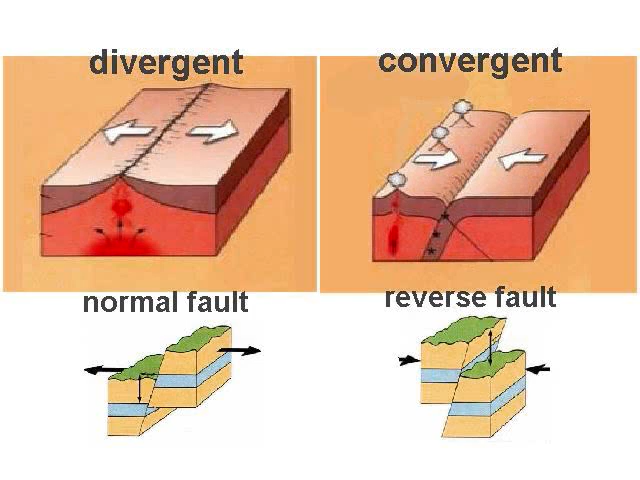 divergent
convergent
normal fault
reverse fault